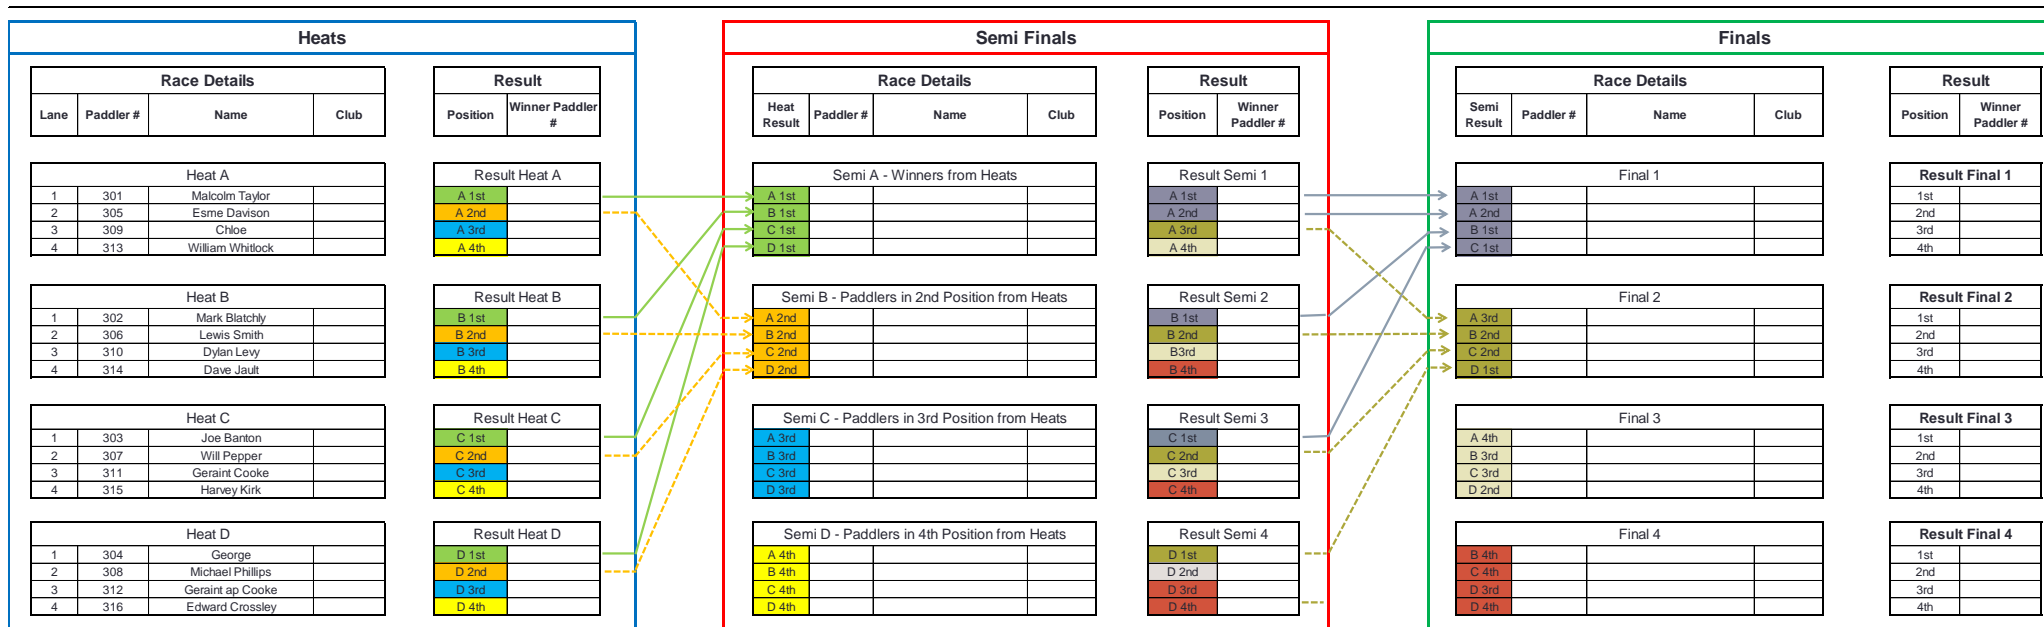 Heats
Semi Finals
Finals
Race Details Result Race Details Result Race Details Result
Lane Paddler # Name Club Position Winner Paddler # Heat Result Paddler # Name Club Position Winner Paddler # Semi Result Paddler # Name Club Position Winner Paddler #
Heat A Result Heat A Semi A - Winners from Heats Result Semi 1 Final 1 Result Final 1
1 301 Malcolm Taylor A 1st A 1st A 1st A 1st 1st
2 305 Esme Davison A 2nd B 1st A 2nd A 2nd 2nd
3 309 Chloe A 3rd C 1st A 3rd B 1st 3rd
4 313 William Whitlock A 4th D 1st A 4th C 1st 4th
Heat B Result Heat B Semi B - Paddlers in 2nd Position from Heats Result Semi 2 Final 2 Result Final 2
1 302 Mark Blatchly B 1st A 2nd B 1st A 3rd 1st
2 306 Lewis Smith B 2nd B 2nd B 2nd B 2nd 2nd
3 310 Dylan Levy B 3rd C 2nd B3rd C 2nd 3rd
4 314 Dave Jault B 4th D 2nd B 4th D 1st 4th
Heat C Result Heat C Semi C - Paddlers in 3rd Position from Heats Result Semi 3 Final 3 Result Final 3
1 303 Joe Banton C 1st A 3rd C 1st A 4th 1st
2 307 Will Pepper C 2nd B 3rd C 2nd B 3rd 2nd
3 311 Geraint Cooke C 3rd C 3rd C 3rd C 3rd 3rd
4 315 Harvey Kirk C 4th D 3rd C 4th D 2nd 4th
Heat D Result Heat D Semi D - Paddlers in 4th Position from Heats Result Semi 4 Final 4 Result Final 4
1 304 George D 1st A 4th D 1st B 4th 1st
2 308 Michael Phillips D 2nd B 4th D 2nd C 4th 2nd
3 312 Geraint ap Cooke D 3rd C 4th D 3rd D 3rd 3rd
4 316 Edward Crossley D 4th D 4th D 4th D 4th 4th